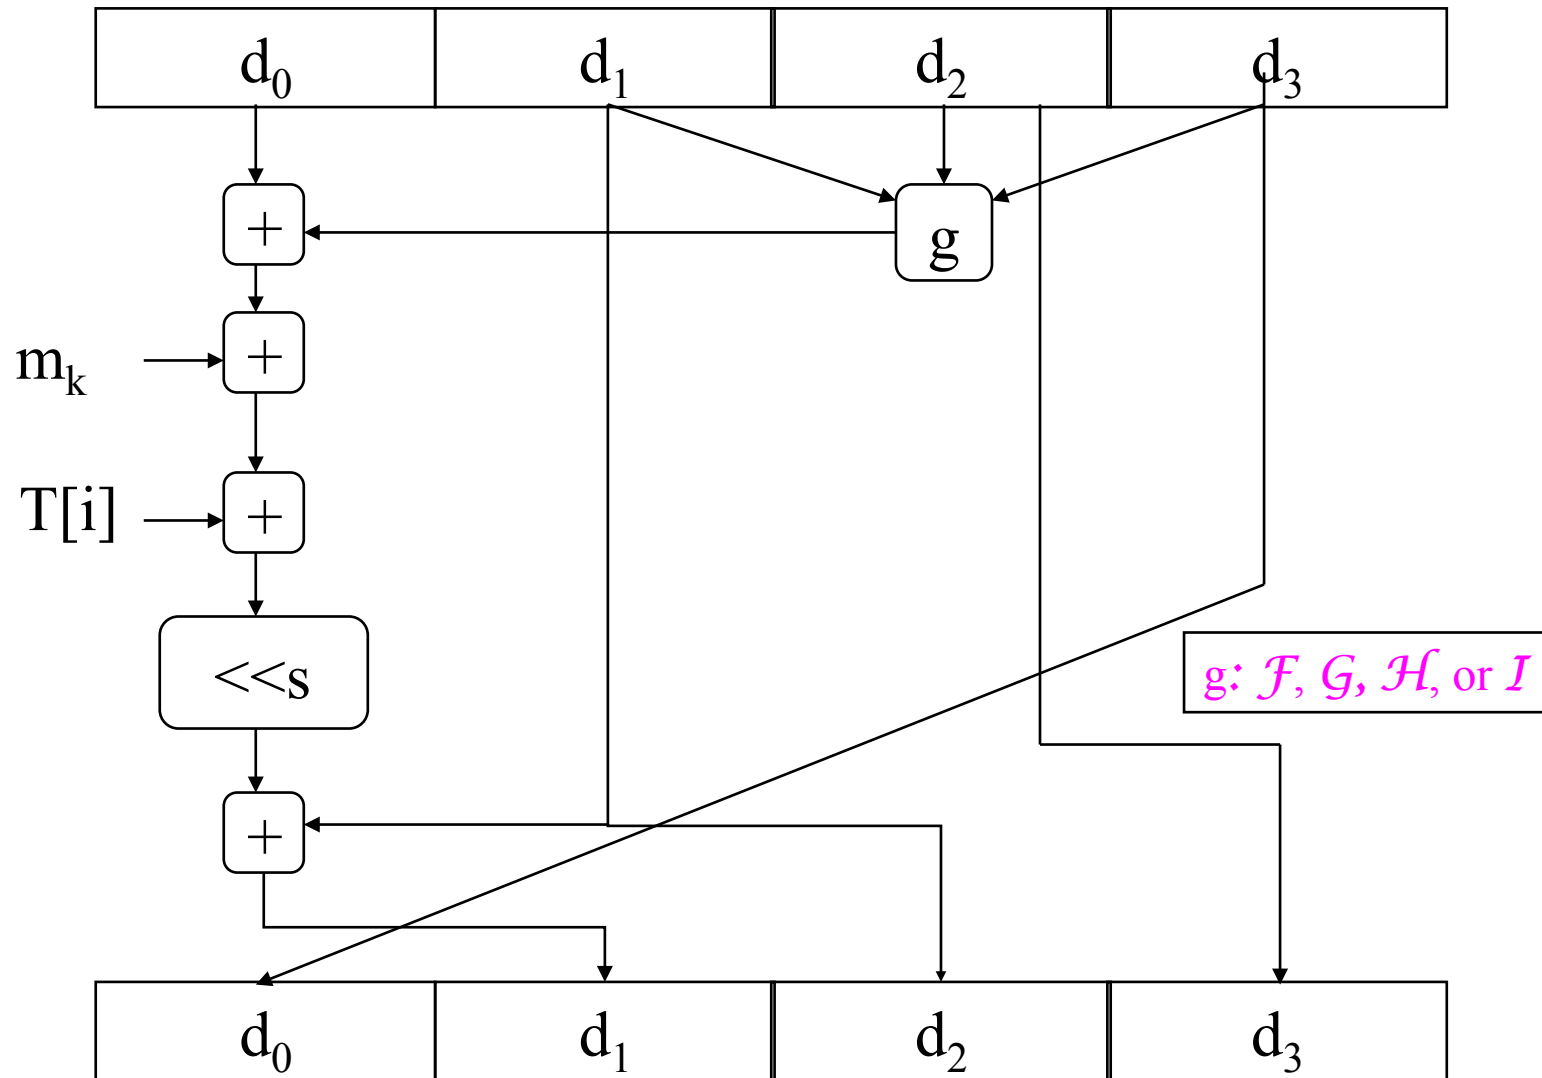 d₀ d₁ d₂ d₃
+
g
+
mₖ
+
T[i]
<<s
g: ℱ, 𝒢, ℋ, or ℐ
+
d₀ d₁ d₂ d₃